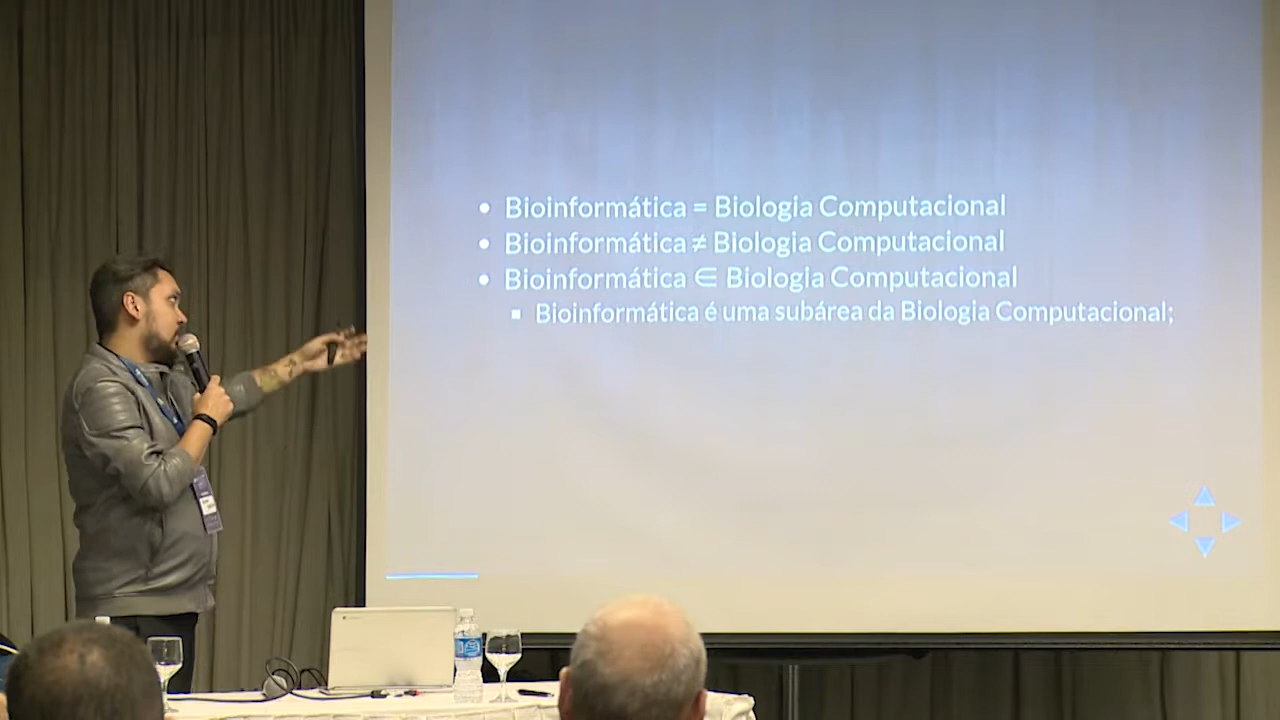 Bioinformática = Biologia Computacional
Bioinformática ≠ Biologia Computacional
Bioinformática ∈ Biologia Computacional
Bioinformática é uma subárea da Biologia Computacional;